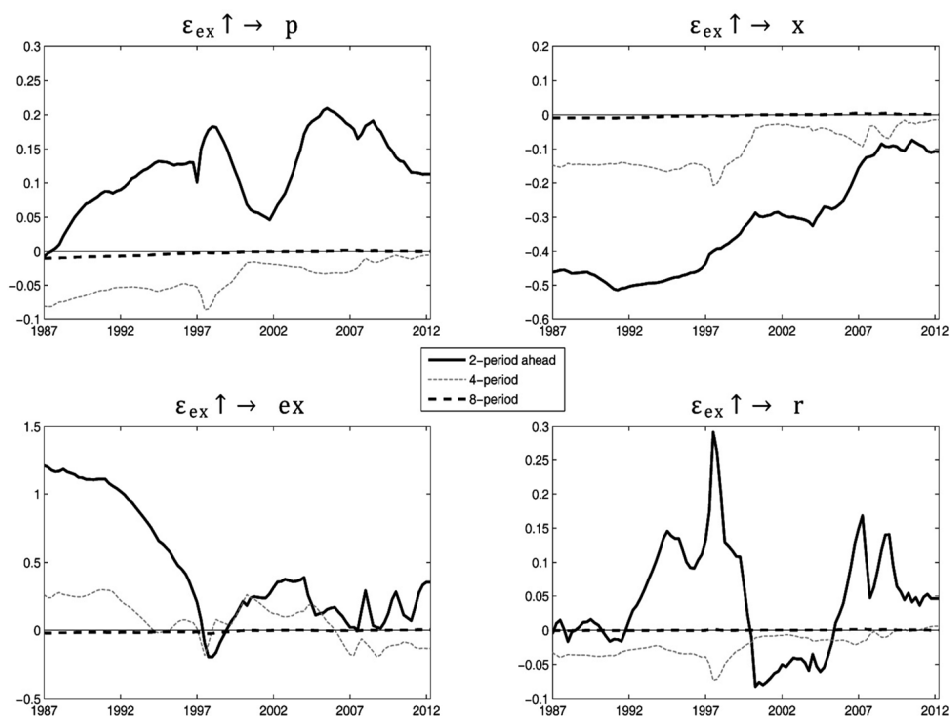 ε_ex ↑ → p
0.3
0.25
0.2
0.15
0.1
0.05
0
−0.05
−0.1
1987 1992 1997 2002 2007 2012
ε_ex ↑ → x
0.2
0.1
0
−0.1
−0.2
−0.3
−0.4
−0.5
−0.6
1987 1992 1997 2002 2007 2012
2-period ahead
4-period
8-period
ε_ex ↑ → ex
1.5
1
0.5
0
−0.5
1987 1992 1997 2002 2007 2012
ε_ex ↑ → r
0.3
0.25
0.2
0.15
0.1
0.05
0
−0.05
−0.1
1987 1992 1997 2002 2007 2012